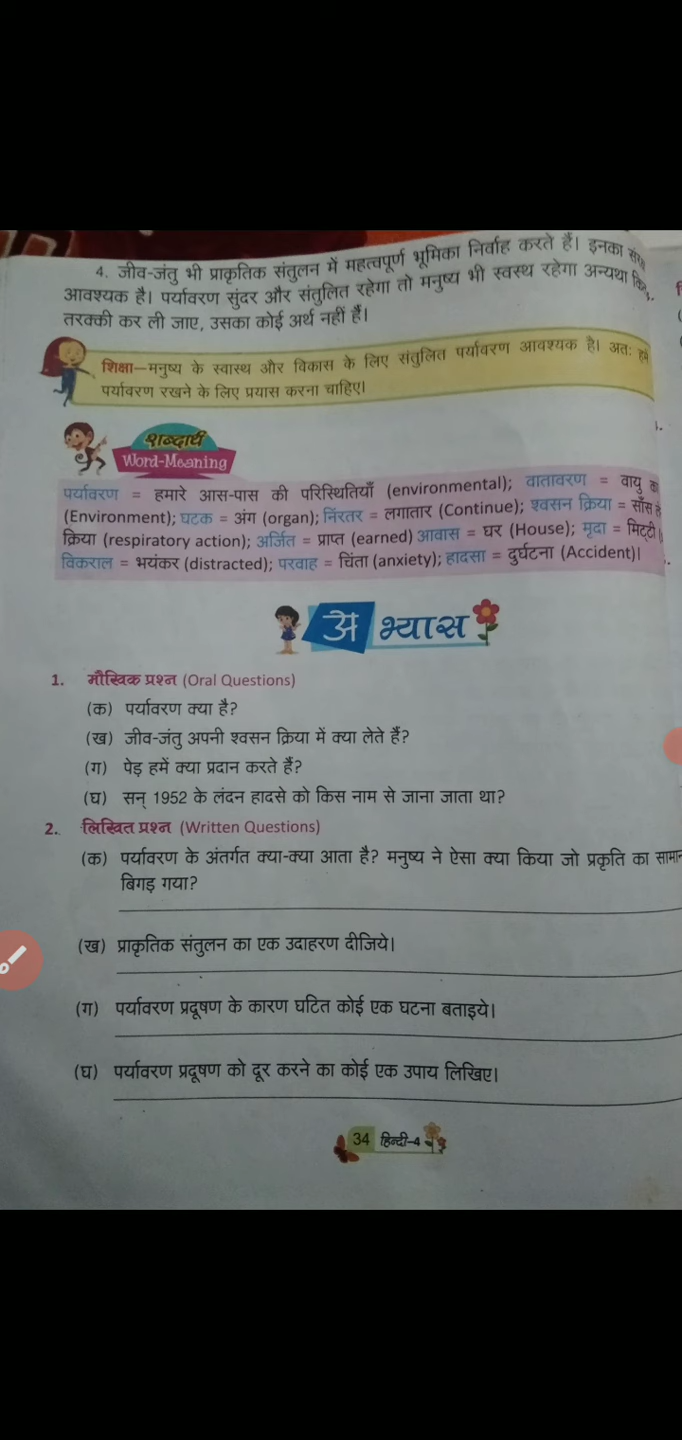 4. जीव-जंतु भी प्राकृतिक संतुलन में महत्वपूर्ण भूमिका निर्वाह करते हैं। इनका
आवश्यक है। पर्यावरण सुंदर और संतुलित रहेगा तो मनुष्य भी स्वस्थ रहेगा अन्यथा
तरक्की कर ली जाए, उसका कोई अर्थ नहीं हैं।
शिक्षा—मनुष्य के स्वास्थ और विकास के लिए संतुलित पर्यावरण आवश्यक है। अतः हमें
पर्यावरण रखने के लिए प्रयास करना चाहिए।
शब्दार्थ
Word-Meaning
पर्यावरण = हमारे आस-पास की परिस्थितियाँ (environmental); वातावरण = वायु का
(Environment); घटक = अंग (organ); निंरतर = लगातार (Continue); श्वसन क्रिया = साँस
क्रिया (respiratory action); अर्जित = प्राप्त (earned) आवास = घर (House); मृदा = मिट्टी
विकराल = भयंकर (distracted); परवाह = चिंता (anxiety); हादसा = दुर्घटना (Accident)।
अभ्यास
1. मौखिक प्रश्न (Oral Questions)
(क) पर्यावरण क्या है?
(ख) जीव-जंतु अपनी श्वसन क्रिया में क्या लेते हैं?
(ग) पेड़ हमें क्या प्रदान करते हैं?
(घ) सन् 1952 के लंदन हादसे को किस नाम से जाना जाता था?
2. लिखित प्रश्न (Written Questions)
(क) पर्यावरण के अंतर्गत क्या-क्या आता है? मनुष्य ने ऐसा क्या किया जो प्रकृति का
बिगड़ गया?
(ख) प्राकृतिक संतुलन का एक उदाहरण दीजिये।
(ग) पर्यावरण प्रदूषण के कारण घटित कोई एक घटना बताइये।
(घ) पर्यावरण प्रदूषण को दूर करने का कोई एक उपाय लिखिए।
34 हिन्दी-4